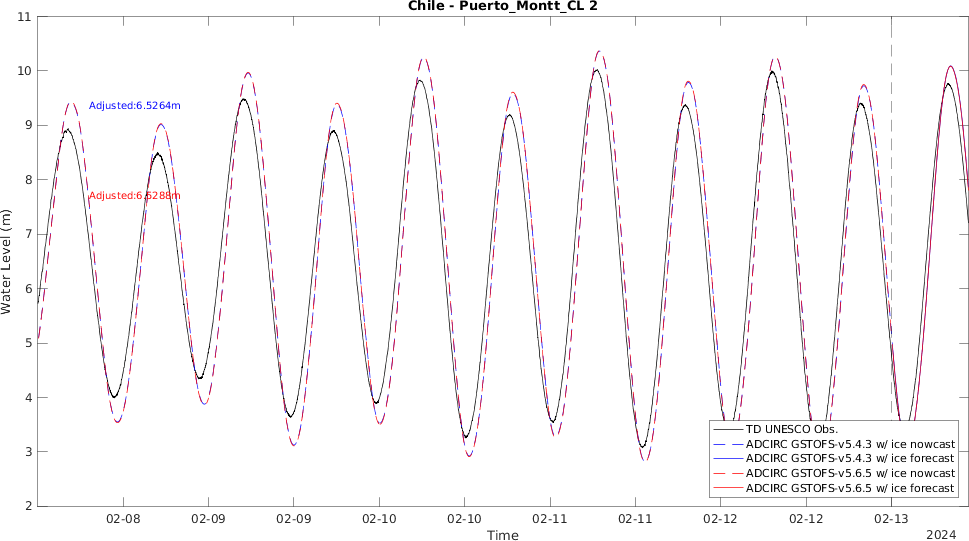 Chile - Puerto_Montt_CL 2
Water Level (m)
11
10
9
8
7
6
5
4
3
2
Adjusted:6.5264m
Adjusted:6.5288m
TD UNESCO Obs.
ADCIRC GSTOFS-v5.4.3 w/ ice nowcast
ADCIRC GSTOFS-v5.4.3 w/ ice forecast
ADCIRC GSTOFS-v5.6.5 w/ ice nowcast
ADCIRC GSTOFS-v5.6.5 w/ ice forecast
02-08 02-09 02-09 02-10 02-10 02-11 02-11 02-12 02-12 02-13
Time
2024